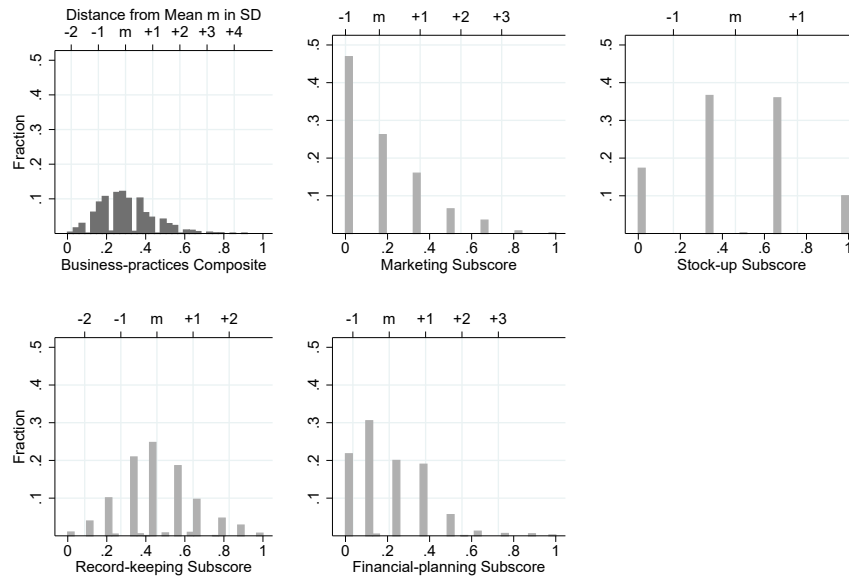 Distance from Mean m in SD
-2 -1 m +1 +2 +3 +4
.5
.4
.3
.2
.1
Fraction
0 .2 .4 .6 .8 1
Business-practices Composite
-1 m +1 +2 +3
.5
.4
.3
.2
.1
0 .2 .4 .6 .8 1
Marketing Subscore
-1 m +1
.5
.4
.3
.2
.1
0 .2 .4 .6 .8 1
Stock-up Subscore
-2 -1 m +1 +2
.5
.4
.3
.2
.1
Fraction
0 .2 .4 .6 .8 1
Record-keeping Subscore
-1 m +1 +2 +3
.5
.4
.3
.2
.1
0 .2 .4 .6 .8 1
Financial-planning Subscore